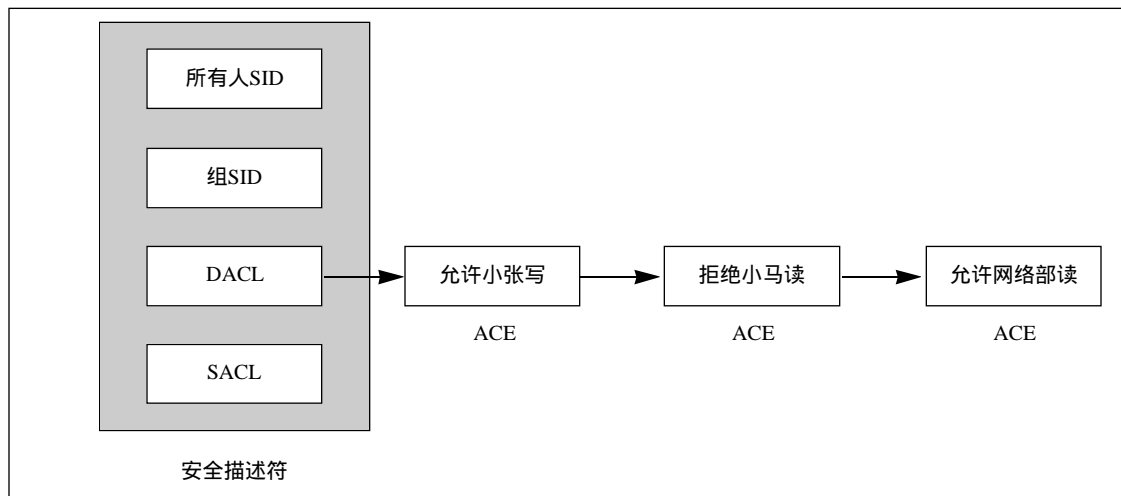 所有人SID
组SID
DACL
允许小张写
拒绝小马读
允许网络部读
ACE
ACE
ACE
SACL
安全描述符